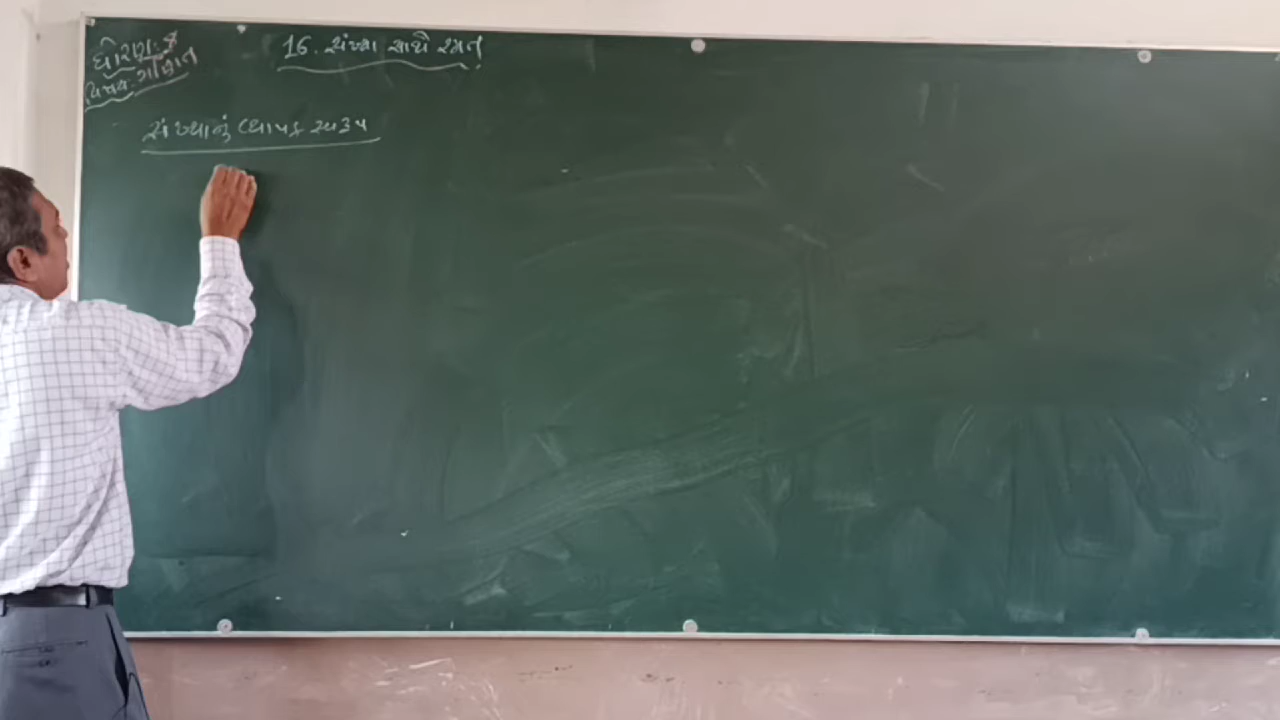 ધોરણ: 8
વિષય: ગણિત
16. સંખ્યા સાથે રમત
સંખ્યાનું વ્યાપક સ્વરૂપ